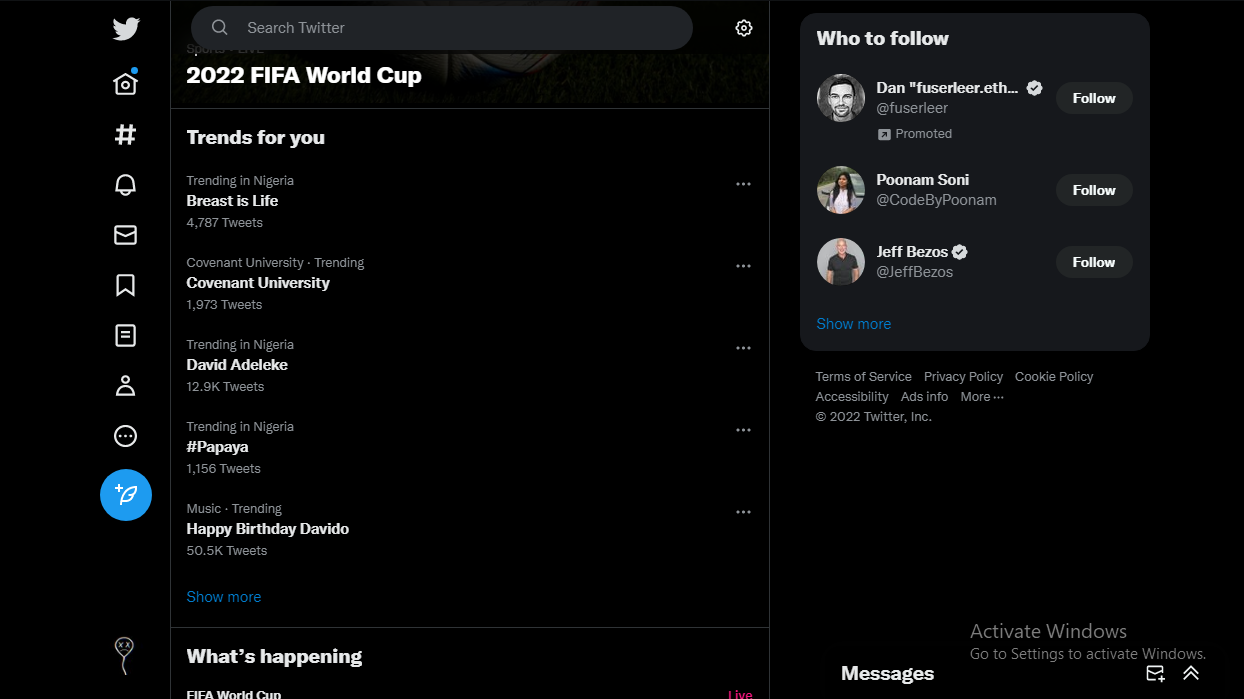 Search Twitter
Sports · LIVE
2022 FIFA World Cup
Trends for you
Trending in Nigeria
Breast is Life
4,787 Tweets
Covenant University · Trending
Covenant University
1,973 Tweets
Trending in Nigeria
David Adeleke
12.9K Tweets
Trending in Nigeria
#Papaya
1,156 Tweets
Music · Trending
Happy Birthday Davido
50.5K Tweets
Show more
What's happening
FIFA World Cup
Live
Who to follow
Dan "fuserleer.eth...
@fuserleer
Promoted
Follow
Poonam Soni
@CodeByPoonam
Follow
Jeff Bezos
@JeffBezos
Follow
Show more
Terms of Service Privacy Policy Cookie Policy
Accessibility Ads info More ···
© 2022 Twitter, Inc.
Activate Windows
Go to Settings to activate Windows.
Messages